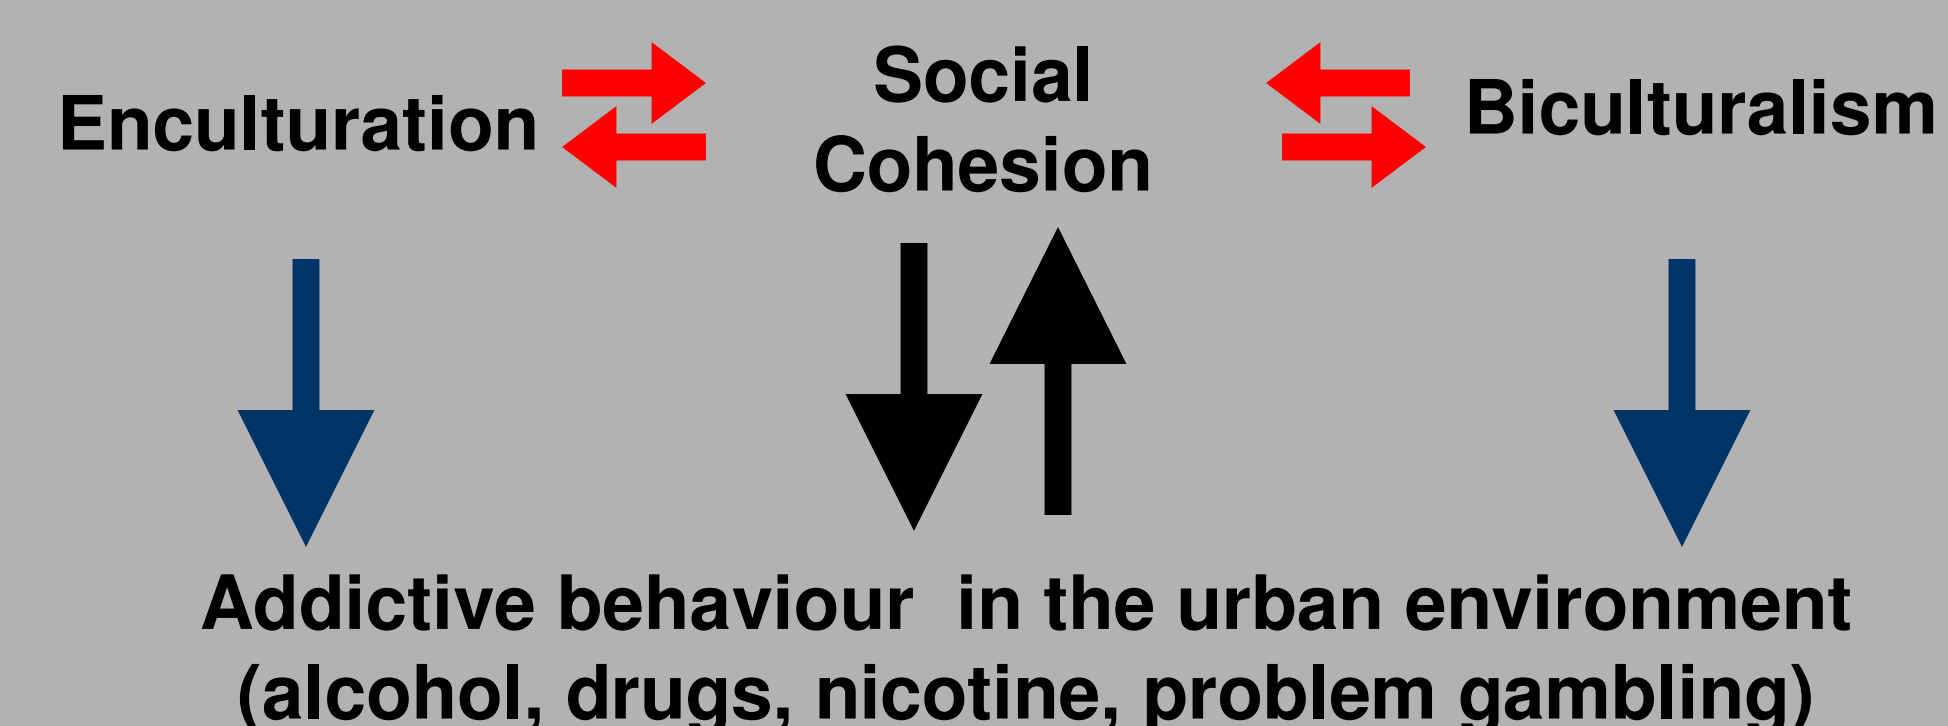 Enculturation
Social
Cohesion
Biculturalism
Addictive behaviour  in the urban environment
(alcohol, drugs, nicotine, problem gambling)